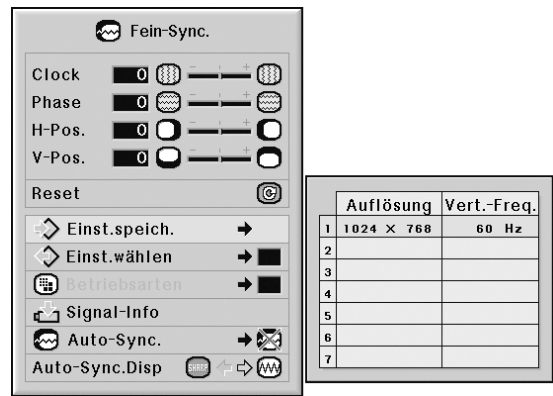 Fein-Sync.
Clock 0 - +
Phase 0 - +
H-Pos. 0 - +
V-Pos. 0 - +
Reset
Einst.speich.
Einst.wählen
Betriebsarten
Signal-Info
Auto-Sync.
Auto-Sync.Disp SHARP
Auflösung Vert.-Freq.
1 1024 × 768 60 Hz
2
3
4
5
6
7